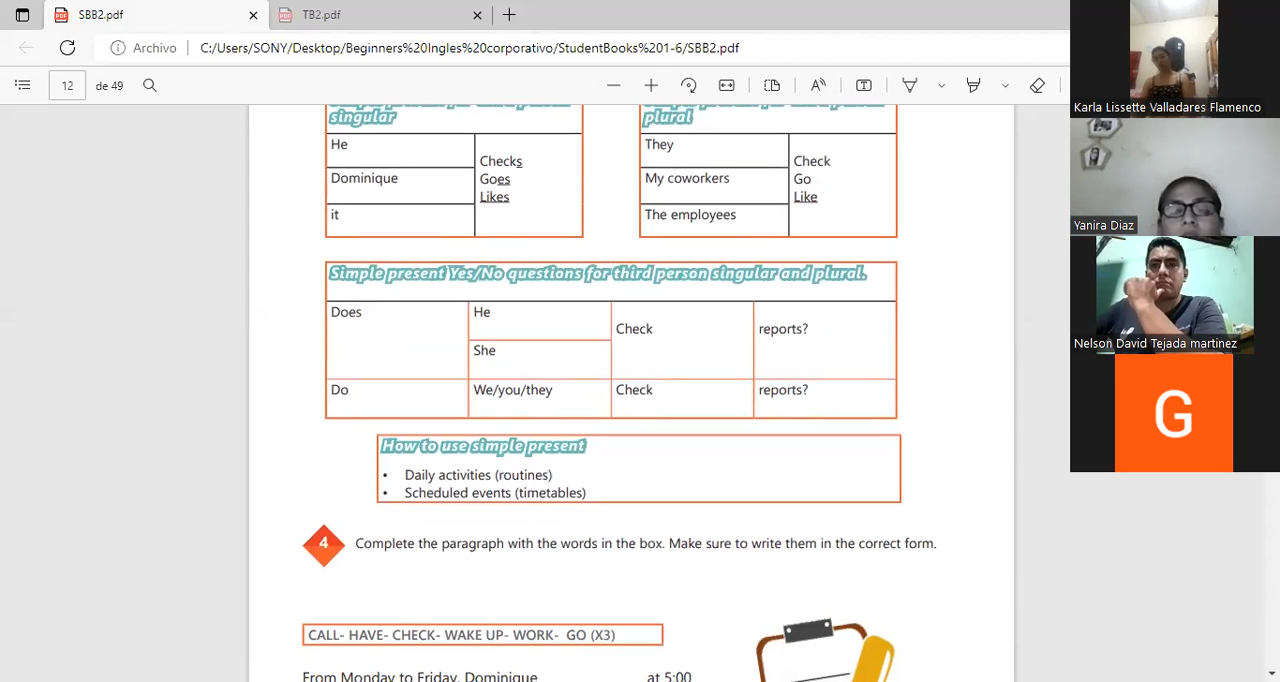 SBB2.pdf
TB2.pdf
Archivo
C:/Users/SONY/Desktop/Beginners%20Ingles%20corporativo/StudentBooks%201-6/SBB2.pdf
12
de 49
singular
plural
He
Dominique
it
Checks
Goes
Likes
They
My coworkers
The employees
Check
Go
Like
Simple present Yes/No questions for third person singular and plural.
Does
He
She
Check
reports?
Do
We/you/they
Check
reports?
How to use simple present
• Daily activities (routines)
• Scheduled events (timetables)
4
Complete the paragraph with the words in the box. Make sure to write them in the correct form.
CALL- HAVE- CHECK- WAKE UP- WORK- GO (X3)
From Monday to Friday, Dominique at 5:00
Karla Lissette Valladares Flamenco
Yanira Diaz
Nelson David Tejada martinez
G